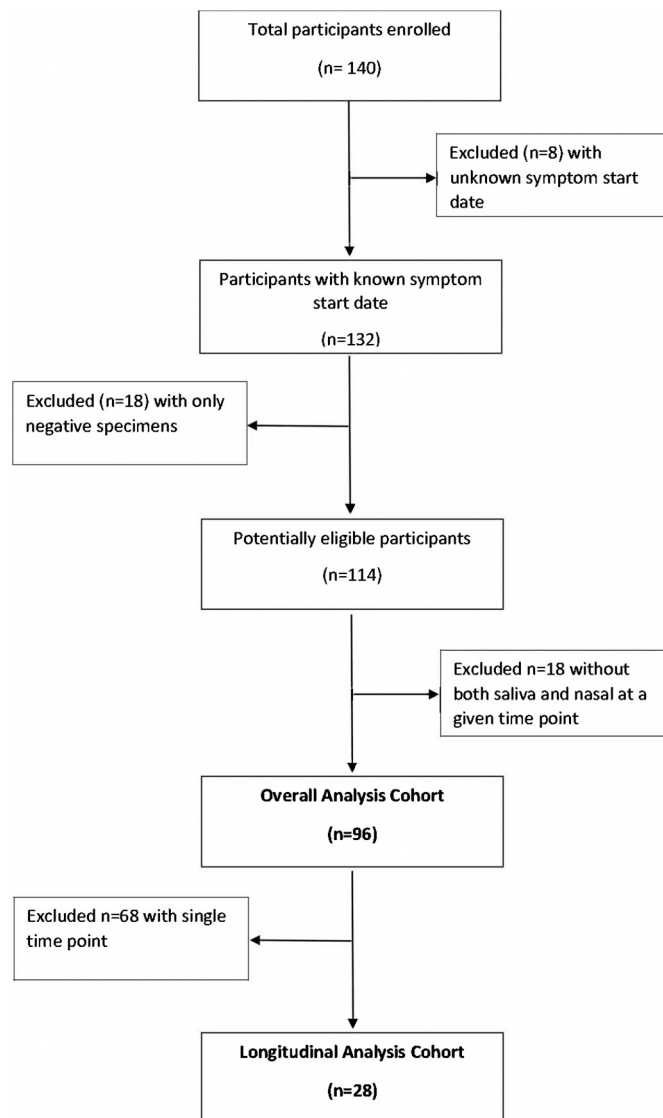 Total participants enrolled
(n= 140)
Excluded (n=8) with
unknown symptom start
date
Participants with known symptom
start date
(n=132)
Excluded (n=18) with only
negative specimens
Potentially eligible participants
(n=114)
Excluded n=18 without
both saliva and nasal at a
given time point
Overall Analysis Cohort
(n=96)
Excluded n=68 with single
time point
Longitudinal Analysis Cohort
(n=28)